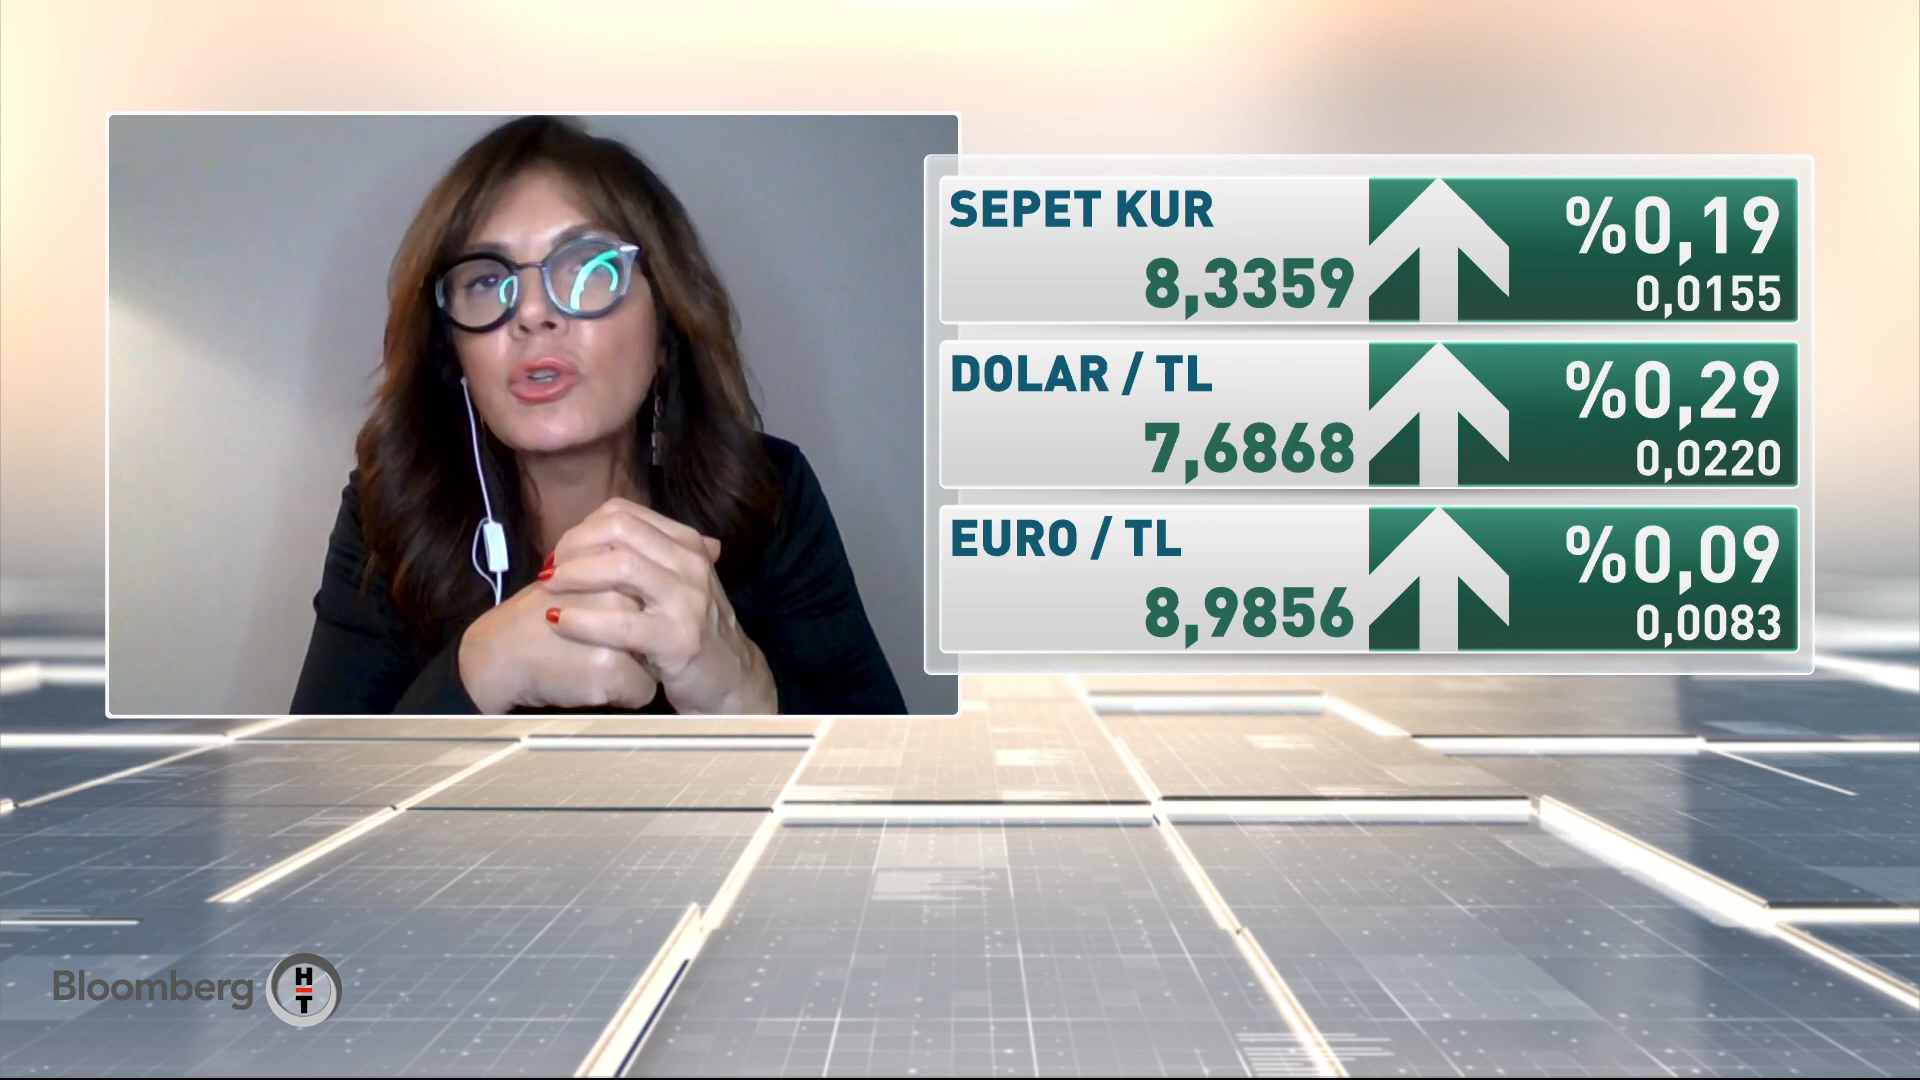 SEPET KUR
8,3359
%0,19
0,0155
DOLAR / TL
7,6868
%0,29
0,0220
EURO / TL
8,9856
%0,09
0,0083
Bloomberg HT